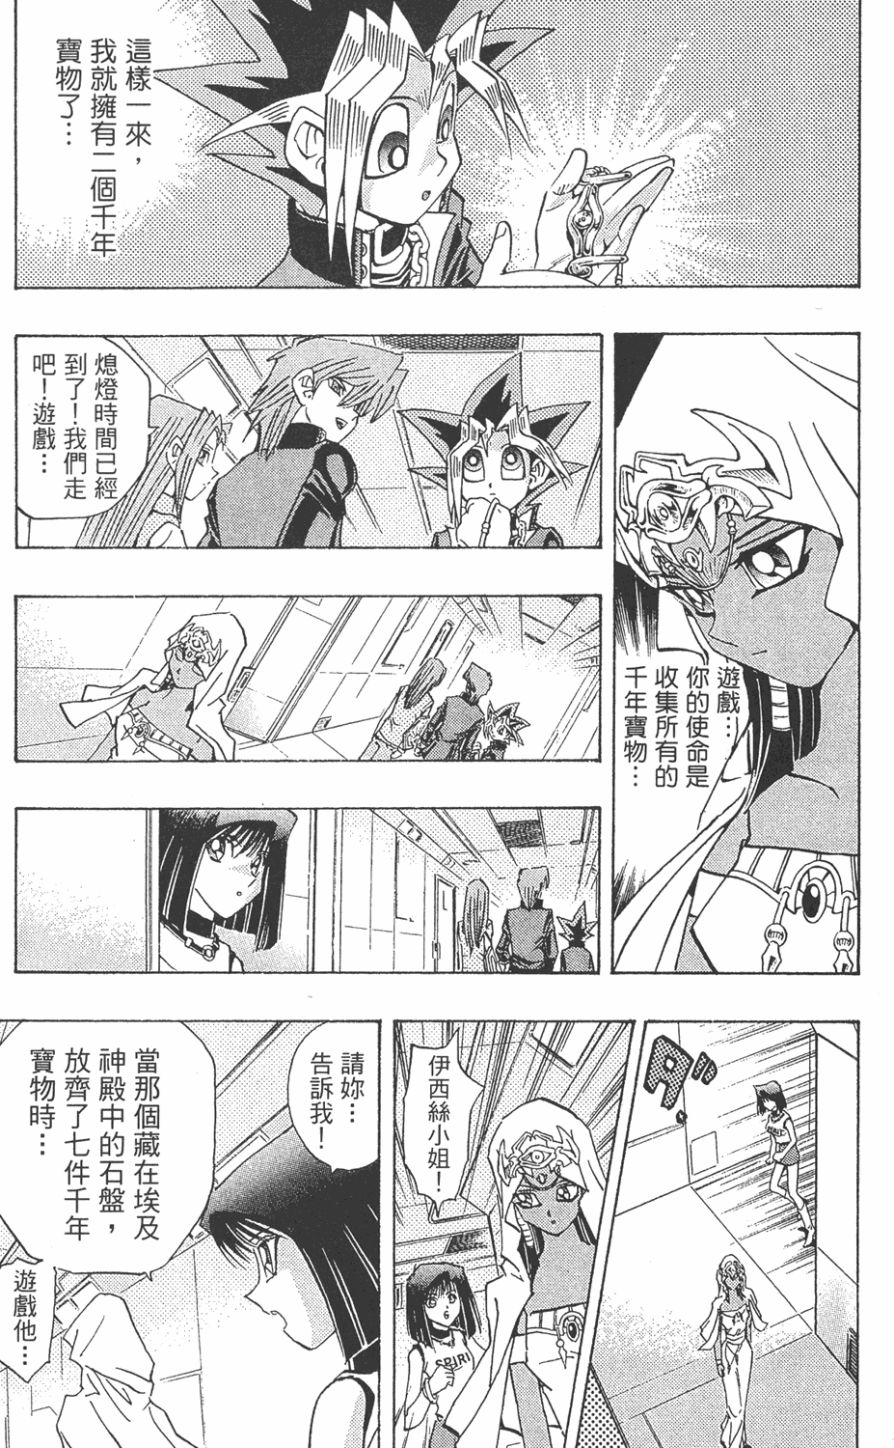 這樣一來，
我就擁有二個千年
寶物了…
遊戲…
你的使命是
收集所有的
千年寶物…
熄燈時間已經
到了！我們走
吧！遊戲…
伊西絲小姐！
SPIRI
請妳…
告訴我！
當那個藏在埃及
神殿中的石盤，
放齊了七件千年
寶物時…
遊戲他…